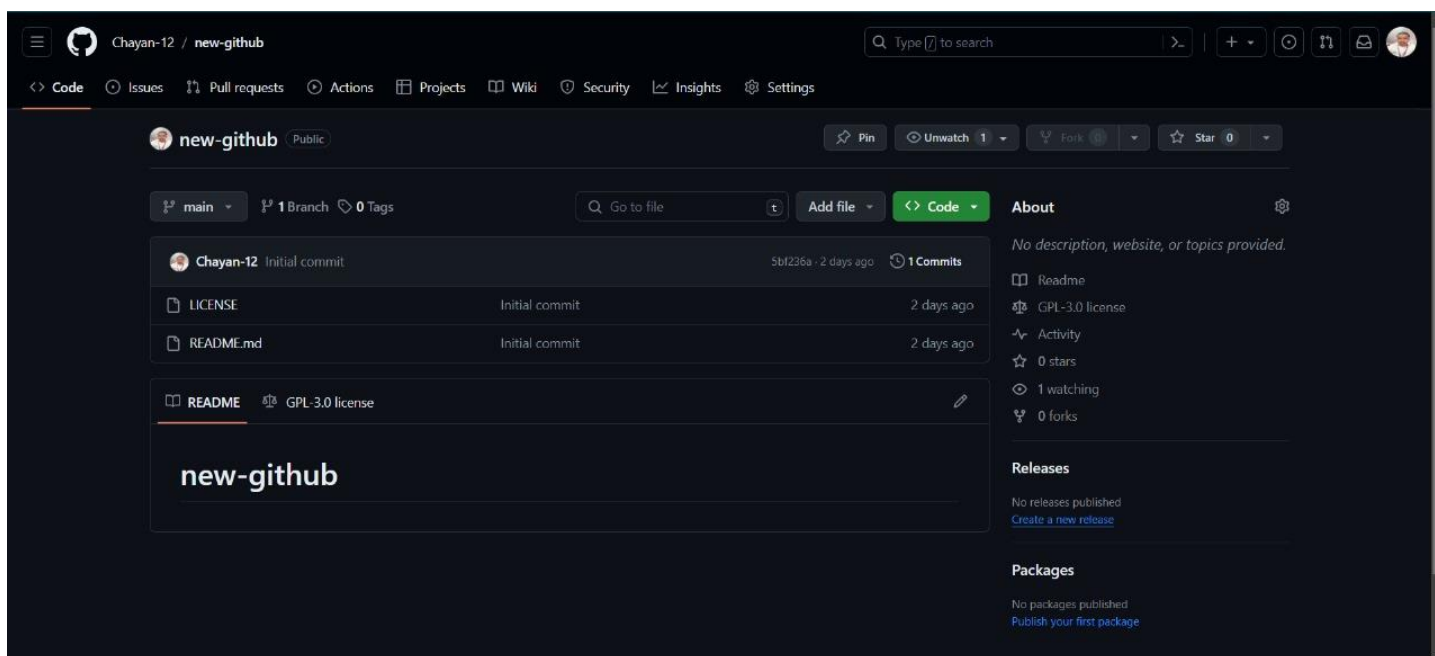 Chayan-12 / new-github
Type / to search
Code Issues Pull requests Actions Projects Wiki Security Insights Settings
new-github Public
Pin Unwatch 1 Fork 0 Star 0
main 1 Branch 0 Tags
Go to file t Add file Code
About
No description, website, or topics provided.
Chayan-12 Initial commit 5bf236a · 2 days ago 1 Commits
LICENSE Initial commit 2 days ago
README.md Initial commit 2 days ago
Readme
GPL-3.0 license
Activity
0 stars
1 watching
0 forks
README GPL-3.0 license
new-github
Releases
No releases published
Create a new release
Packages
No packages published
Publish your first package